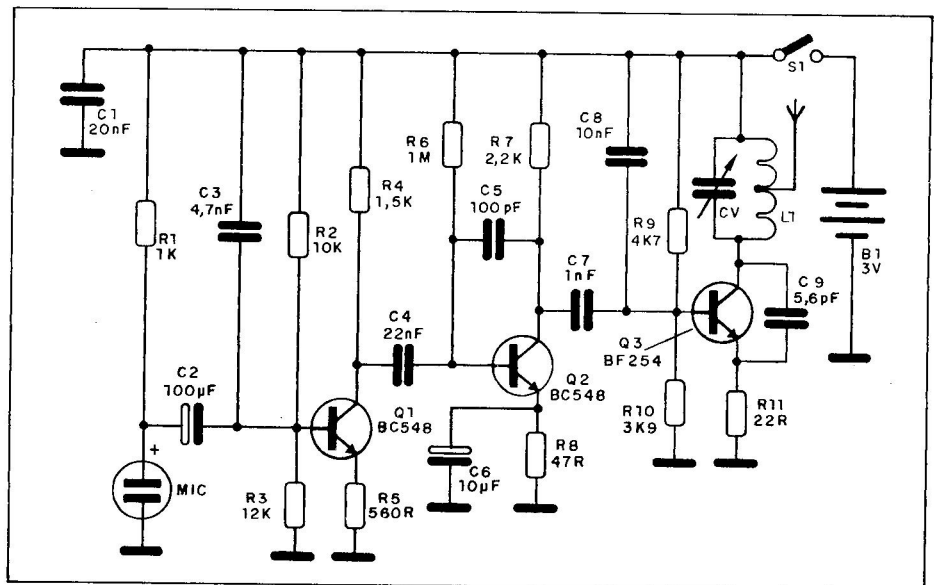 S1
C1
20nF
C3
4,7nF
R1
1K
R2
10K
R4
1,5K
R6
1M
R7
2,2K
C5
100pF
C8
10nF
R9
4K7
CV
L1
B1
3V
C9
5,6pF
C7
1nF
C4
22nF
C2
100µF
+
MIC
Q1
BC548
Q2
BC548
Q3
BF254
R3
12K
R5
560R
C6
10µF
R8
47R
R10
3K9
R11
22R